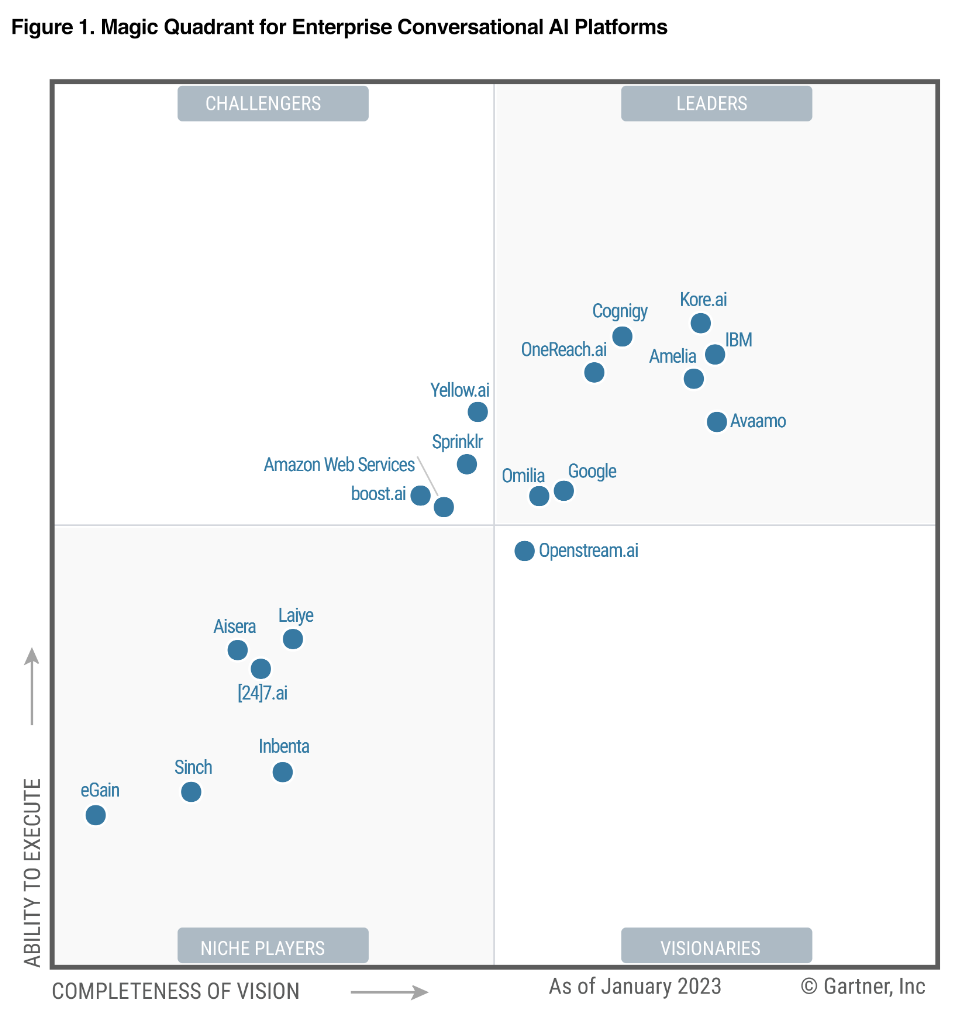 Figure 1. Magic Quadrant for Enterprise Conversational AI Platforms
CHALLENGERS
LEADERS
Kore.ai
Cognigy
IBM
OneReach.ai
Amelia
Yellow.ai
Avaamo
Sprinklr
Amazon Web Services
Google
Omilia
boost.ai
Openstream.ai
Laiye
Aisera
[24]7.ai
Inbenta
Sinch
eGain
ABILITY TO EXECUTE
NICHE PLAYERS
VISIONARIES
COMPLETENESS OF VISION
As of January 2023
© Gartner, Inc